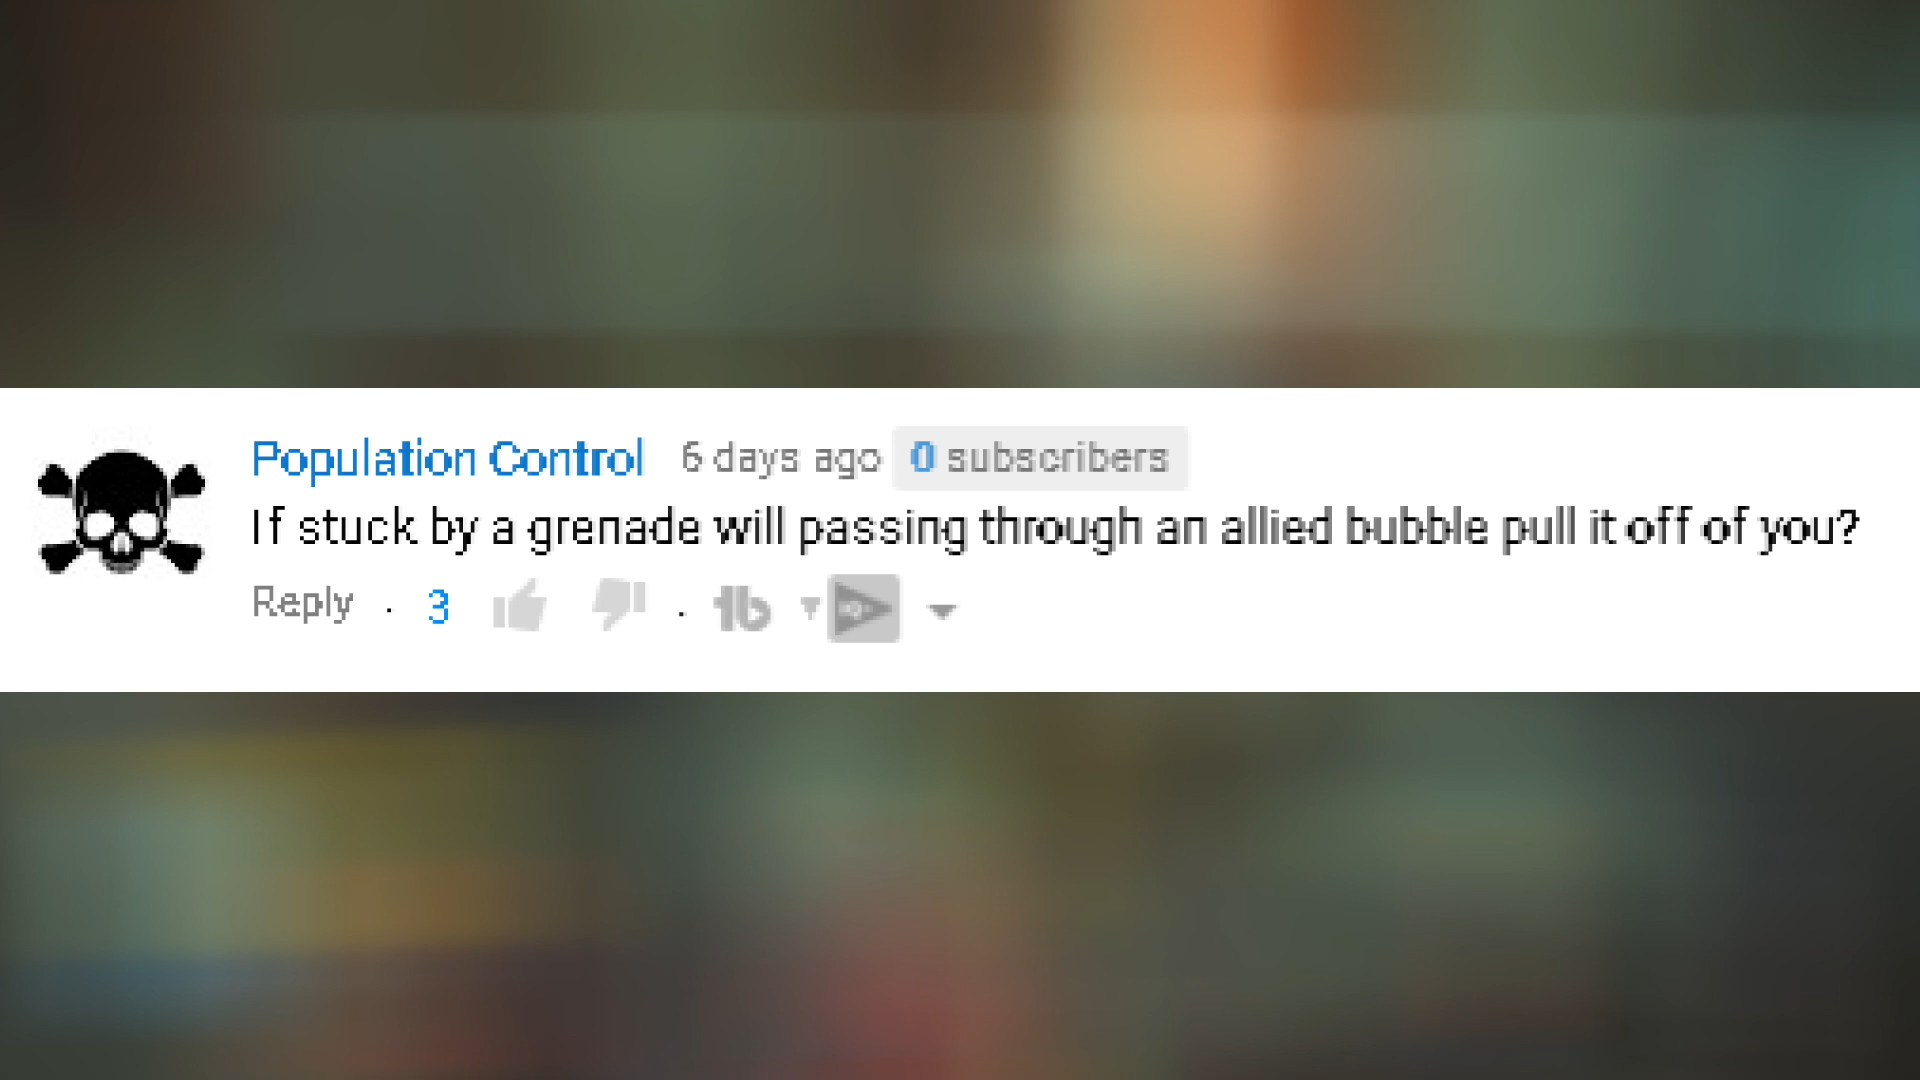 Population Control 6 days ago 0 subscribers
If stuck by a grenade will passing through an allied bubble pull it off of you?
Reply · 3 · tb